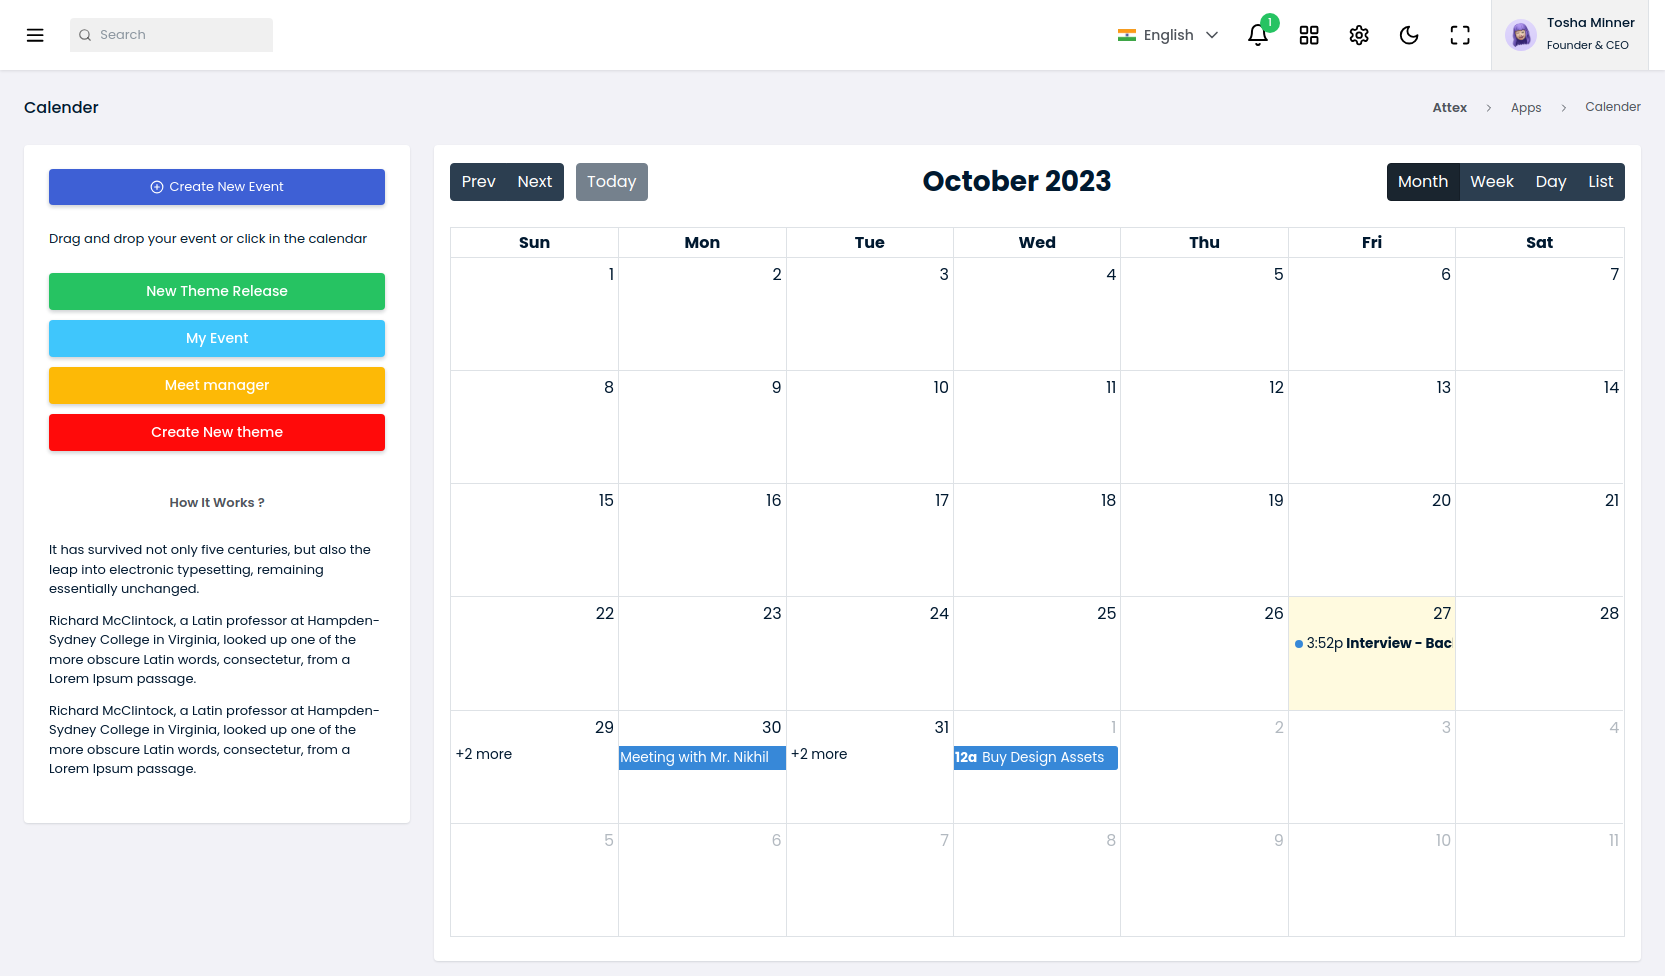 Search
English
1
Tosha Minner
Founder & CEO
Calender
Attex > Apps > Calender
Create New Event
Drag and drop your event or click in the calendar
New Theme Release
My Event
Meet manager
Create New theme
How It Works ?
It has survived not only five centuries, but also the
leap into electronic typesetting, remaining
essentially unchanged.
Richard McClintock, a Latin professor at Hampden-
Sydney College in Virginia, looked up one of the
more obscure Latin words, consectetur, from a
Lorem Ipsum passage.
Richard McClintock, a Latin professor at Hampden-
Sydney College in Virginia, looked up one of the
more obscure Latin words, consectetur, from a
Lorem Ipsum passage.
Prev Next Today
October 2023
Month Week Day List
Sun Mon Tue Wed Thu Fri Sat
1 2 3 4 5 6 7
8 9 10 11 12 13 14
15 16 17 18 19 20 21
22 23 24 25 26 27 28
3:52p Interview - Bac
29 30 31 1 2 3 4
+2 more Meeting with Mr. Nikhil +2 more 12a Buy Design Assets
5 6 7 8 9 10 11